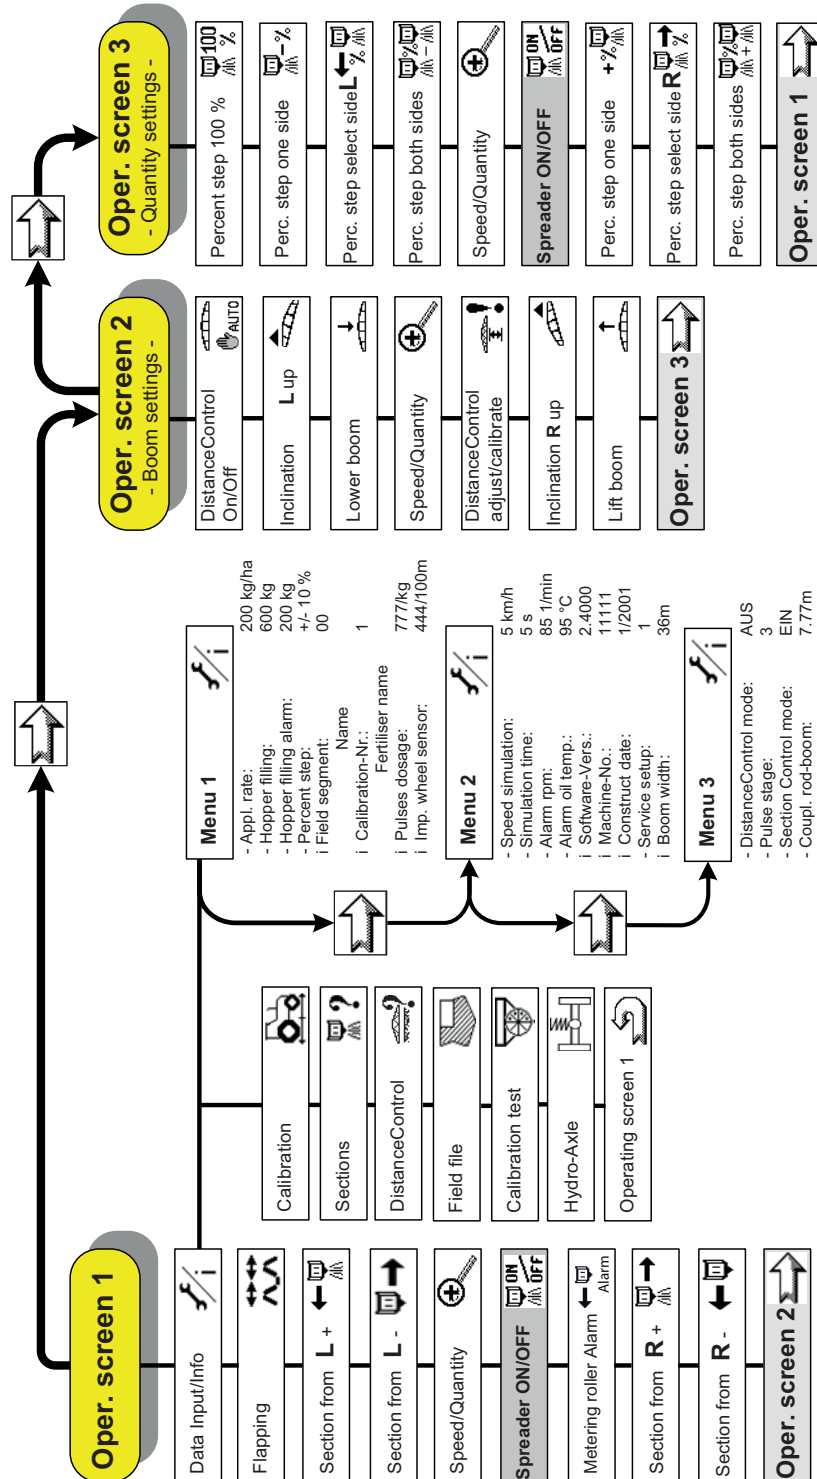 Oper. screen 1
Data Input/Info
i
Flapping
Section from L +
Section from L -
Speed/Quantity
Spreader ON/OFF
ON
OFF
Metering roller Alarm
Alarm
Section from R +
Section from R -
Oper. screen 2
Calibration
Sections
?
DistanceControl
?
Field file
Calibration test
Hydro-Axle
Operating screen 1
Menu 1
i
- Appl. rate: 200 kg/ha
- Hopper filling: 600 kg
- Hopper filling alarm: 200 kg
- Percent step: +/- 10 %
i Field segment: 00
Name
i Calibration-Nr.: 1
Fertiliser name
i Pulses dosage: 777/kg
i Imp. wheel sensor: 444/100m
Menu 2
i
- Speed simulation: 5 km/h
- Simulation time: 5 s
- Alarm rpm: 85 1/min
- Alarm oil temp.: 95 °C
i Software-Vers.: 2.4000
i Machine-No.: 11111
i Construct date: 1/2001
- Service setup: 1
i Boom width: 36m
Menu 3
i
- DistanceControl mode: AUS
- Pulse stage: 3
- Section Control mode: EIN
- Coupl. rod-boom: 7.77m
Oper. screen 2
- Boom settings -
DistanceControl
On/Off
AUTO
Inclination L up
Lower boom
Speed/Quantity
DistanceControl
adjust/calibrate
Inclination R up
Lift boom
Oper. screen 3
Oper. screen 3
- Quantity settings -
Percent step 100 %
100
%
Perc. step one side
-%
Perc. step select side L
%
Perc. step both sides
%
-
Speed/Quantity
Spreader ON/OFF
ON
OFF
Perc. step one side
+%
Perc. step select side R
%
Perc. step both sides
%
+
Oper. screen 1